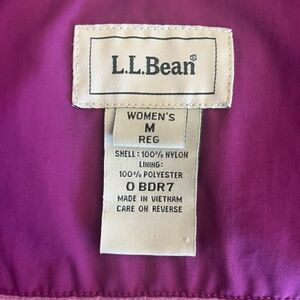 L.L.Bean®
WOMEN'S
M
REG
SHELL: 100% NYLON
LINING:
100% POLYESTER
0 BDR7
MADE IN VIETNAM
CARE ON REVERSE